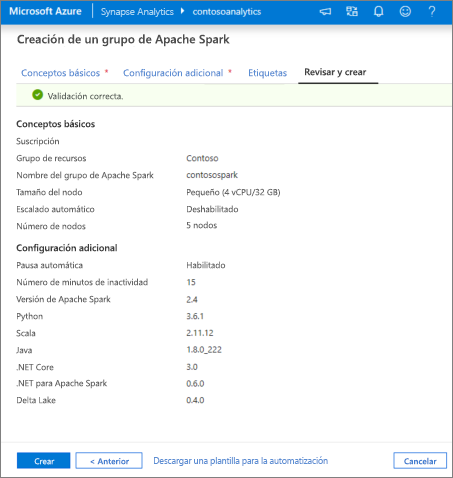 Microsoft Azure Synapse Analytics > contosoanalytics
Creación de un grupo de Apache Spark
Conceptos básicos * Configuración adicional * Etiquetas Revisar y crear
Validación correcta.
Conceptos básicos
Suscripción
Grupo de recursos Contoso
Nombre del grupo de Apache Spark contosospark
Tamaño del nodo Pequeño (4 vCPU/32 GB)
Escalado automático Deshabilitado
Número de nodos 5 nodos
Configuración adicional
Pausa automática Habilitado
Número de minutos de inactividad 15
Versión de Apache Spark 2.4
Python 3.6.1
Scala 2.11.12
Java 1.8.0_222
.NET Core 3.0
.NET para Apache Spark 0.6.0
Delta Lake 0.4.0
Crear < Anterior Descargar una plantilla para la automatización Cancelar